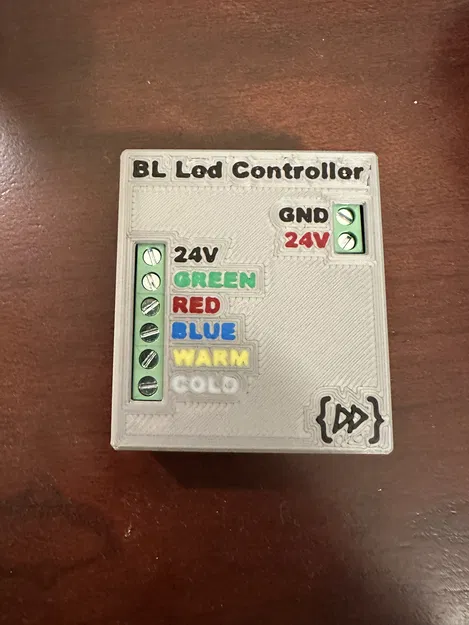 BL Led Controller
GND
24V
24V
GREEN
RED
BLUE
WARM
COLD